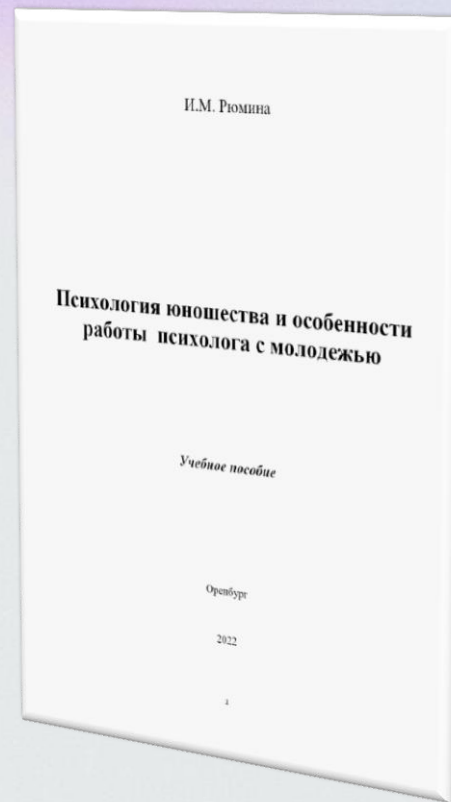 И.М. Рюмина
Психология юношества и особенности
работы психолога с молодежью
Учебное пособие
Оренбург
2022